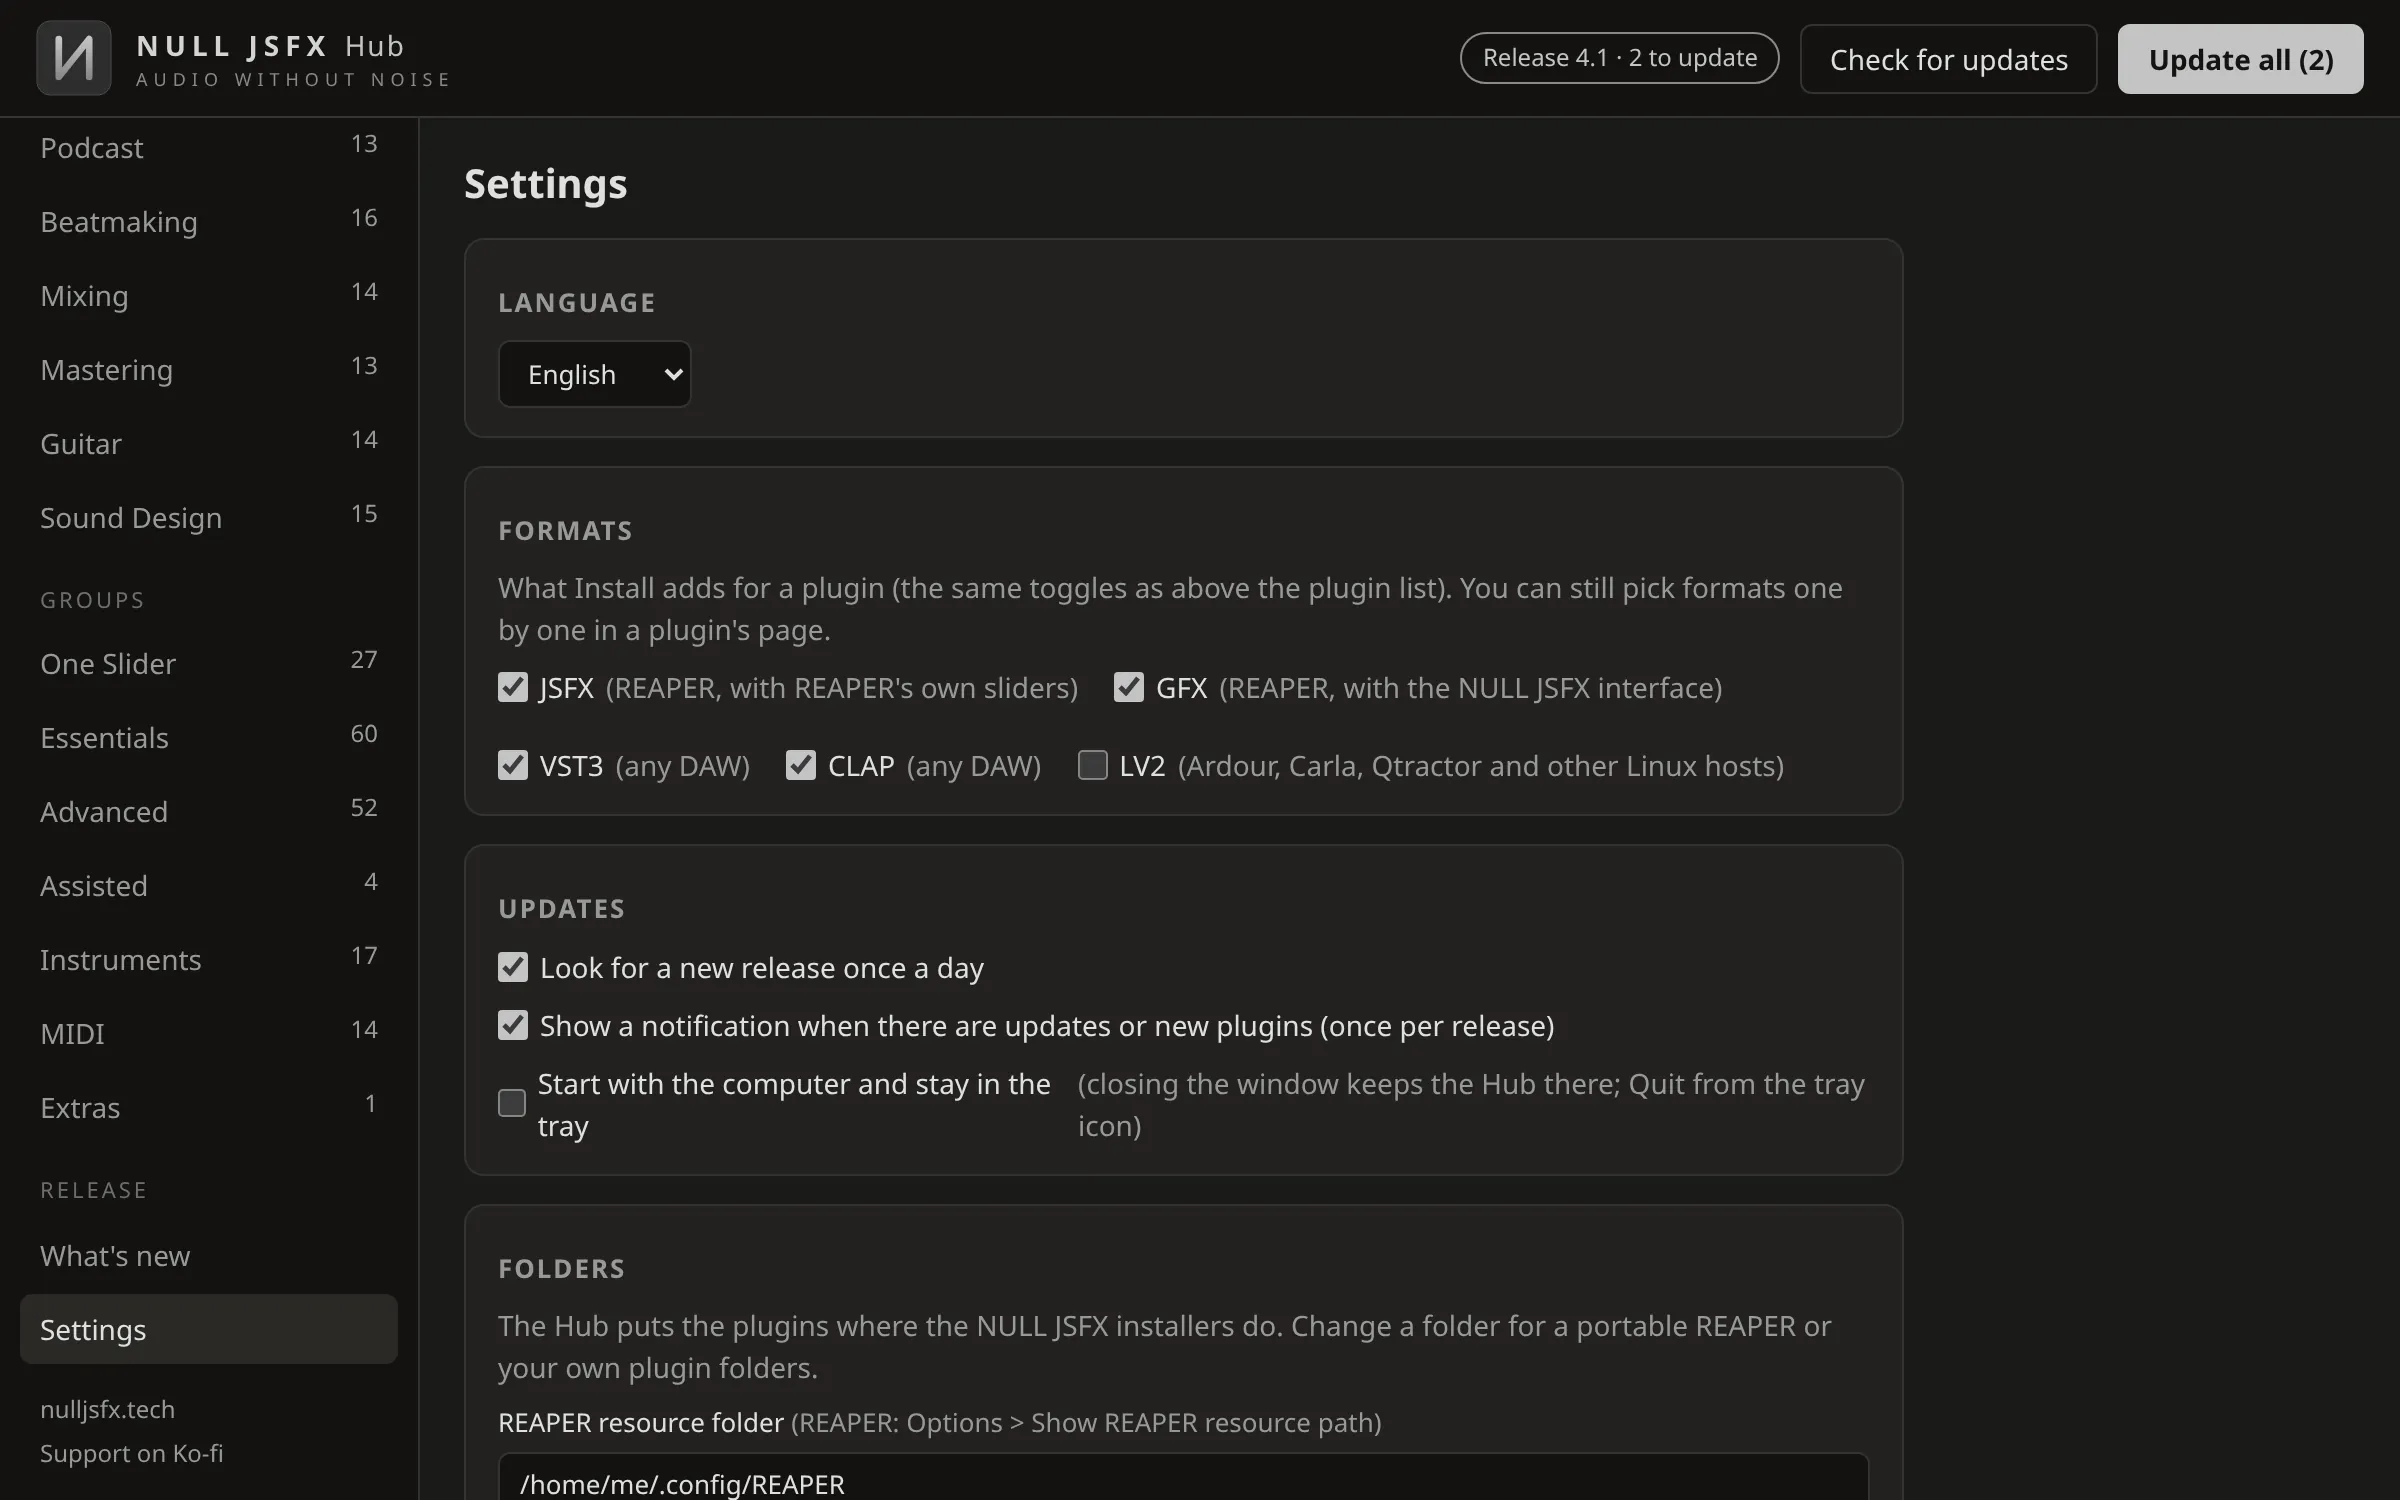 NULL JSFX Hub
AUDIO WITHOUT NOISE
Release 4.1 · 2 to update
Check for updates
Update all (2)
Podcast 13
Beatmaking 16
Mixing 14
Mastering 13
Guitar 14
Sound Design 15
GROUPS
One Slider 27
Essentials 60
Advanced 52
Assisted 4
Instruments 17
MIDI 14
Extras 1
RELEASE
What's new
Settings
nulljsfx.tech
Support on Ko-fi
Settings
LANGUAGE
English
FORMATS
What Install adds for a plugin (the same toggles as above the plugin list). You can still pick formats one
by one in a plugin's page.
JSFX (REAPER, with REAPER's own sliders) GFX (REAPER, with the NULL JSFX interface)
VST3 (any DAW) CLAP (any DAW) LV2 (Ardour, Carla, Qtractor and other Linux hosts)
UPDATES
Look for a new release once a day
Show a notification when there are updates or new plugins (once per release)
Start with the computer and stay in the
tray
(closing the window keeps the Hub there; Quit from the tray
icon)
FOLDERS
The Hub puts the plugins where the NULL JSFX installers do. Change a folder for a portable REAPER or
your own plugin folders.
REAPER resource folder (REAPER: Options > Show REAPER resource path)
/home/me/.config/REAPER